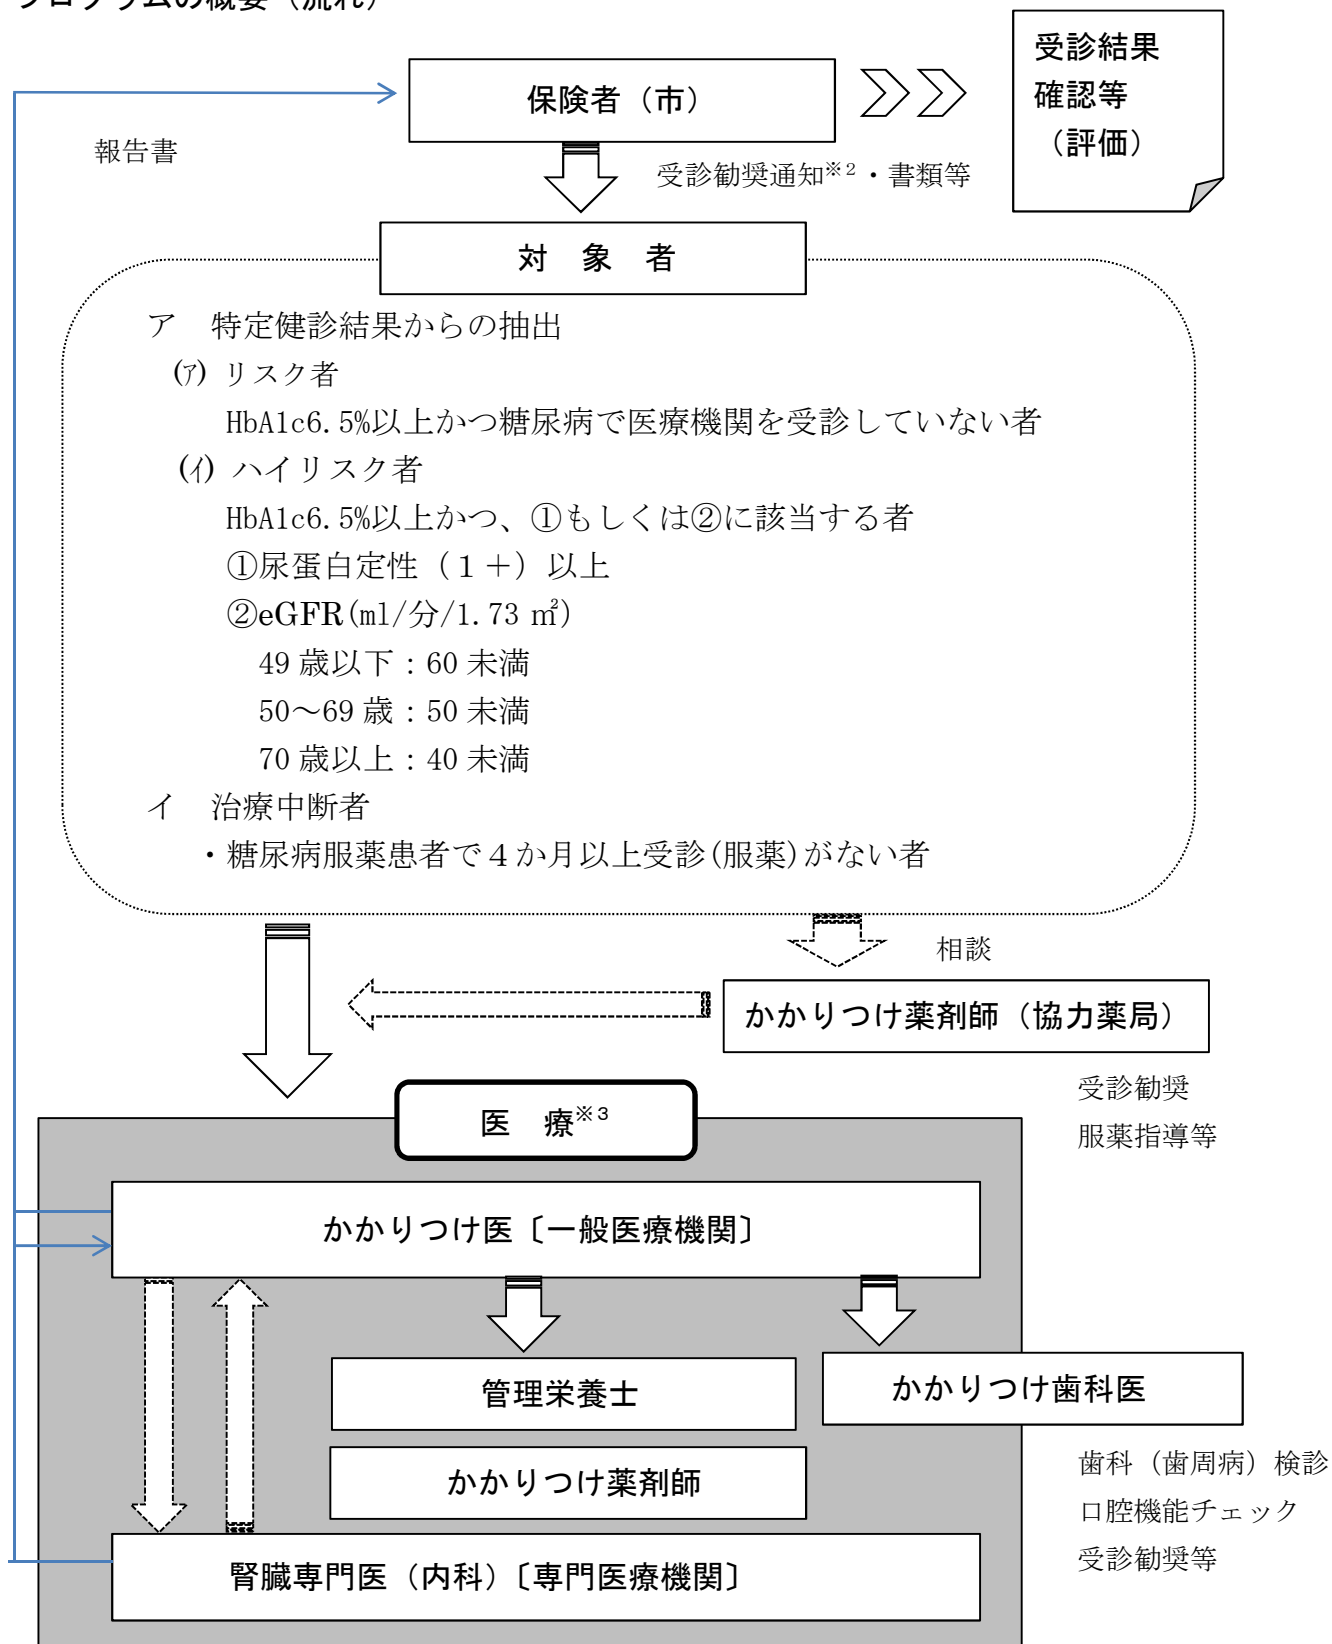 プログラムの概要（流れ）
受診結果
確認等
（評価）
保険者（市）
報告書
受診勧奨通知※2・書類等
対　象　者
ア　特定健診結果からの抽出
(ｱ) リスク者
HbA1c6.5%以上かつ糖尿病で医療機関を受診していない者
(ｲ) ハイリスク者
HbA1c6.5%以上かつ、①もしくは②に該当する者
①尿蛋白定性（１＋）以上
②eGFR(ml/分/1.73 ㎡)
49 歳以下：60 未満
50～69 歳：50 未満
70 歳以上：40 未満
イ　治療中断者
・糖尿病服薬患者で４か月以上受診(服薬)がない者
相談
かかりつけ薬剤師（協力薬局）
受診勧奨
服薬指導等
医　療※3
かかりつけ医〔一般医療機関〕
管理栄養士
かかりつけ歯科医
かかりつけ薬剤師
歯科（歯周病）検診
口腔機能チェック
受診勧奨等
腎臓専門医（内科）〔専門医療機関〕